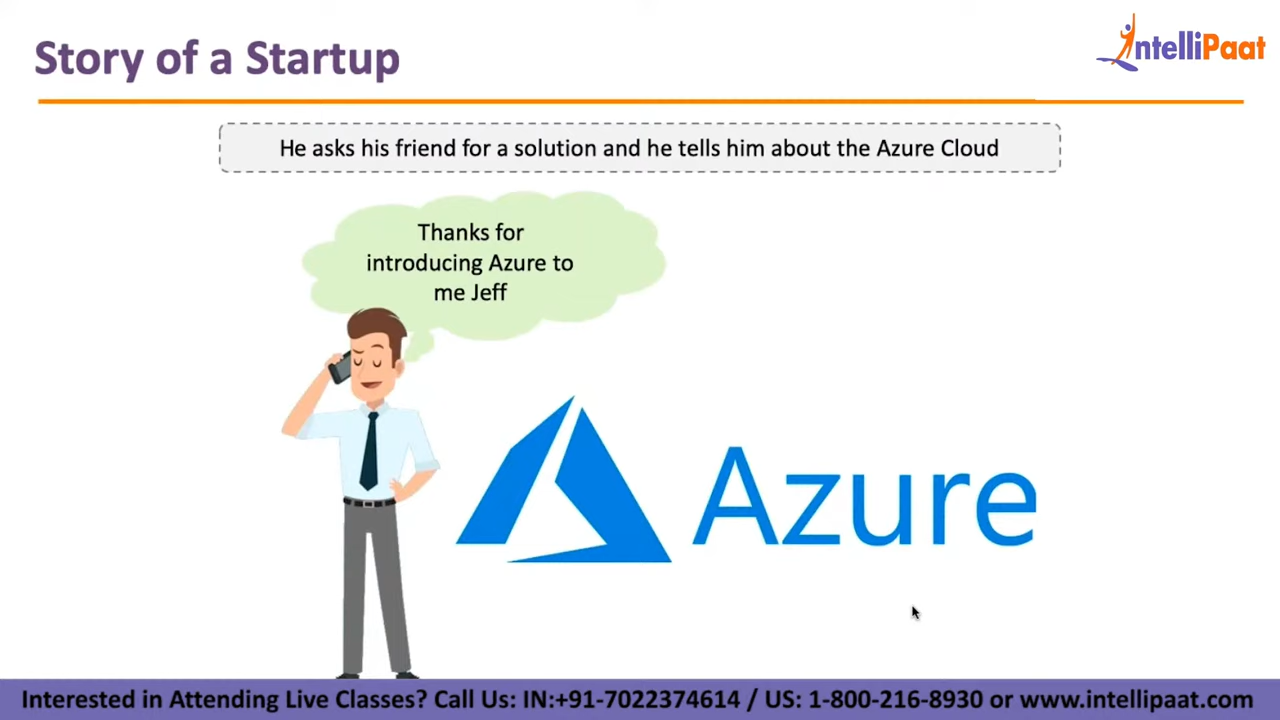 Story of a Startup
IntelliPaat
He asks his friend for a solution and he tells him about the Azure Cloud
Thanks for
introducing Azure to
me Jeff
Azure
Interested in Attending Live Classes? Call Us: IN:+91-7022374614 / US: 1-800-216-8930 or www.intellipaat.com